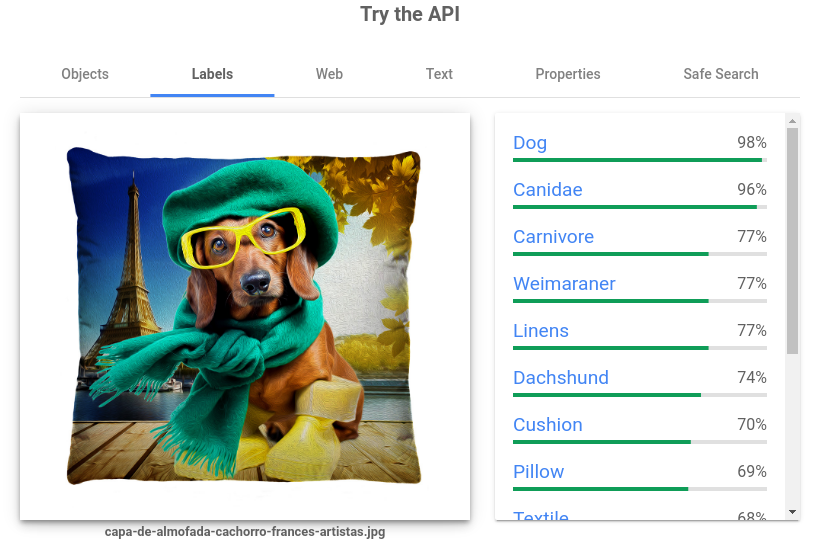 Try the API
Objects Labels Web Text Properties Safe Search
Dog 98%
Canidae 96%
Carnivore 77%
Weimaraner 77%
Linens 77%
Dachshund 74%
Cushion 70%
Pillow 69%
Textile 68%
capa-de-almofada-cachorro-frances-artistas.jpg